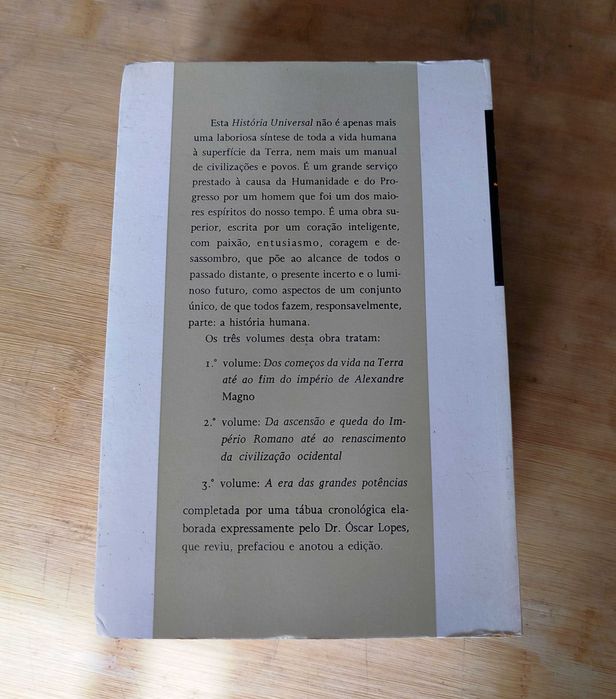 Esta História Universal não é apenas mais
uma laboriosa síntese de toda a vida humana
à superfície da Terra, nem mais um manual
de civilizações e povos. É um grande serviço
prestado à causa da Humanidade e do Pro-
gresso por um homem que foi um dos maio-
res espíritos do nosso tempo. É uma obra su-
perior, escrita por um coração inteligente,
com paixão, entusiasmo, coragem e de-
sassombro, que põe ao alcance de todos o
passado distante, o presente incerto e o lumi-
noso futuro, como aspectos de um conjunto
único, de que todos fazem, responsavelmente,
parte: a história humana.
Os três volumes desta obra tratam:
1.° volume: Dos começos da vida na Terra
até ao fim do império de Alexandre
Magno
2.° volume: Da ascensão e queda do Im-
pério Romano até ao renascimento
da civilização ocidental
3.° volume: A era das grandes potências
completada por uma tábua cronológica ela-
borada expressamente pelo Dr. Óscar Lopes,
que reviu, prefaciou e anotou a edição.